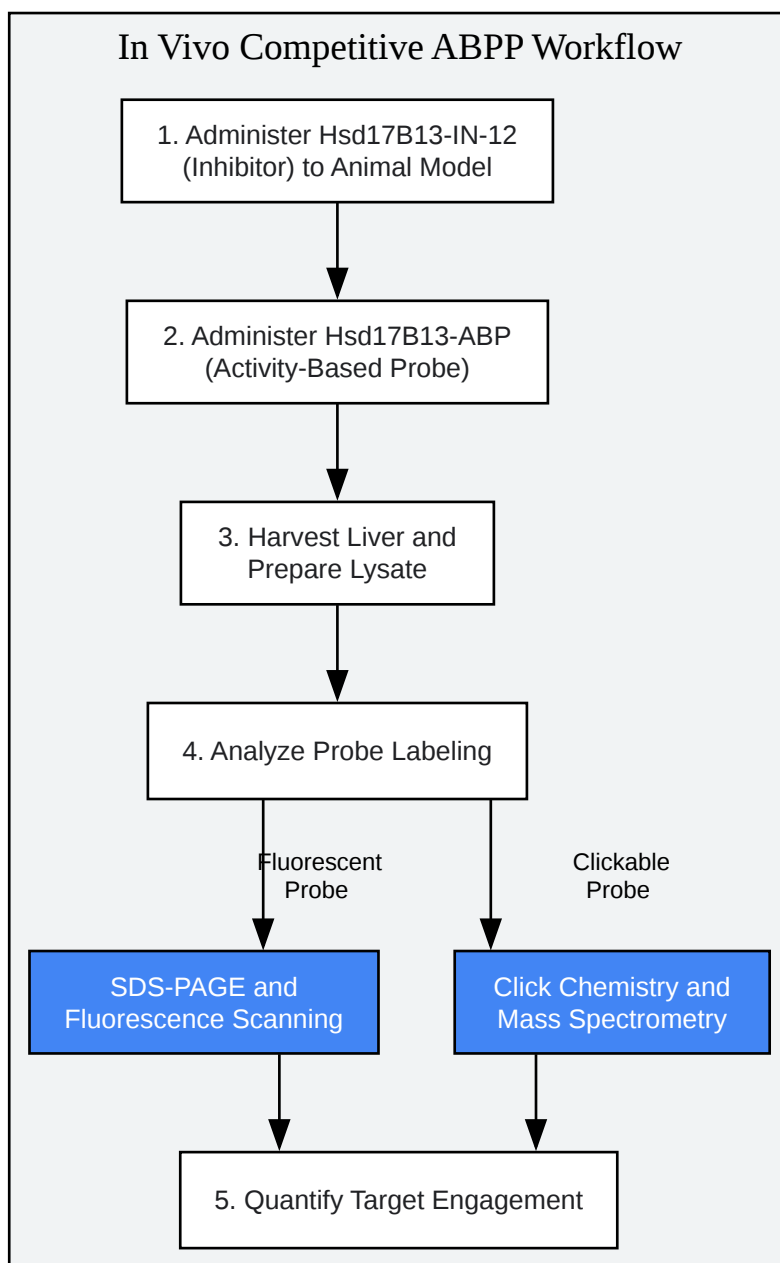 In Vivo Competitive ABPP Workflow
1. Administer Hsd17B13-IN-12
(Inhibitor) to Animal Model
2. Administer Hsd17B13-ABP
(Activity-Based Probe)
3. Harvest Liver and
Prepare Lysate
4. Analyze Probe Labeling
Fluorescent
Probe
Clickable
Probe
SDS-PAGE and
Fluorescence Scanning
Click Chemistry and
Mass Spectrometry
5. Quantify Target Engagement